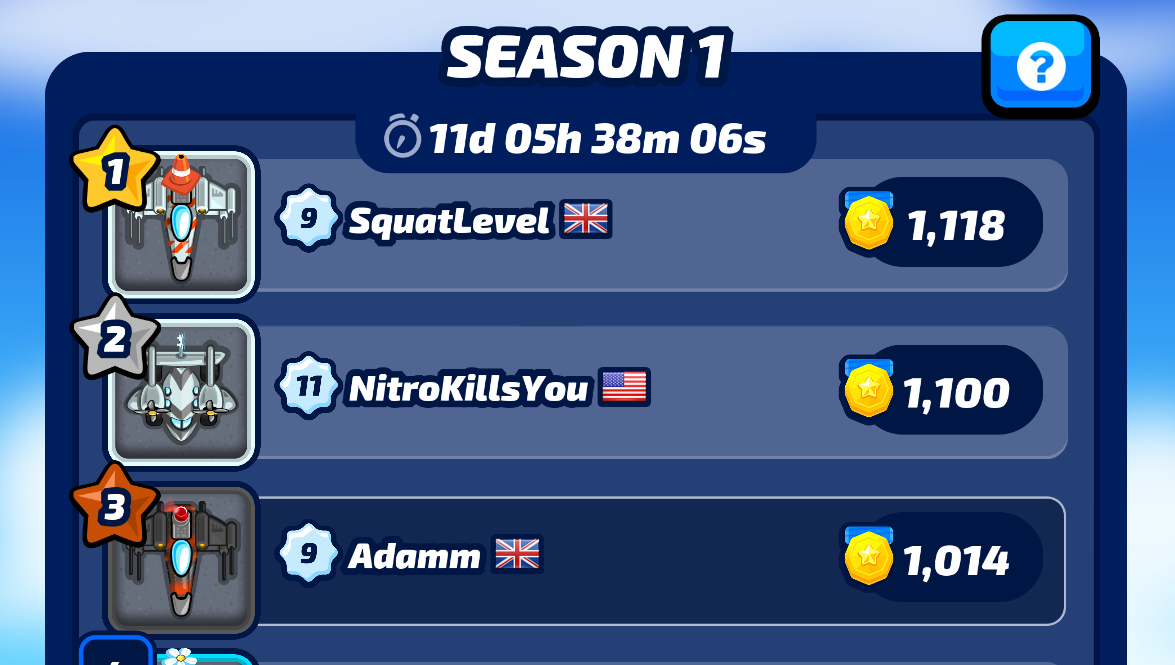 SEASON 1
?
11d 05h 38m 06s
1
9 SquatLevel 1,118
2
11 NitroKillsYou 1,100
3
9 Adamm 1,014